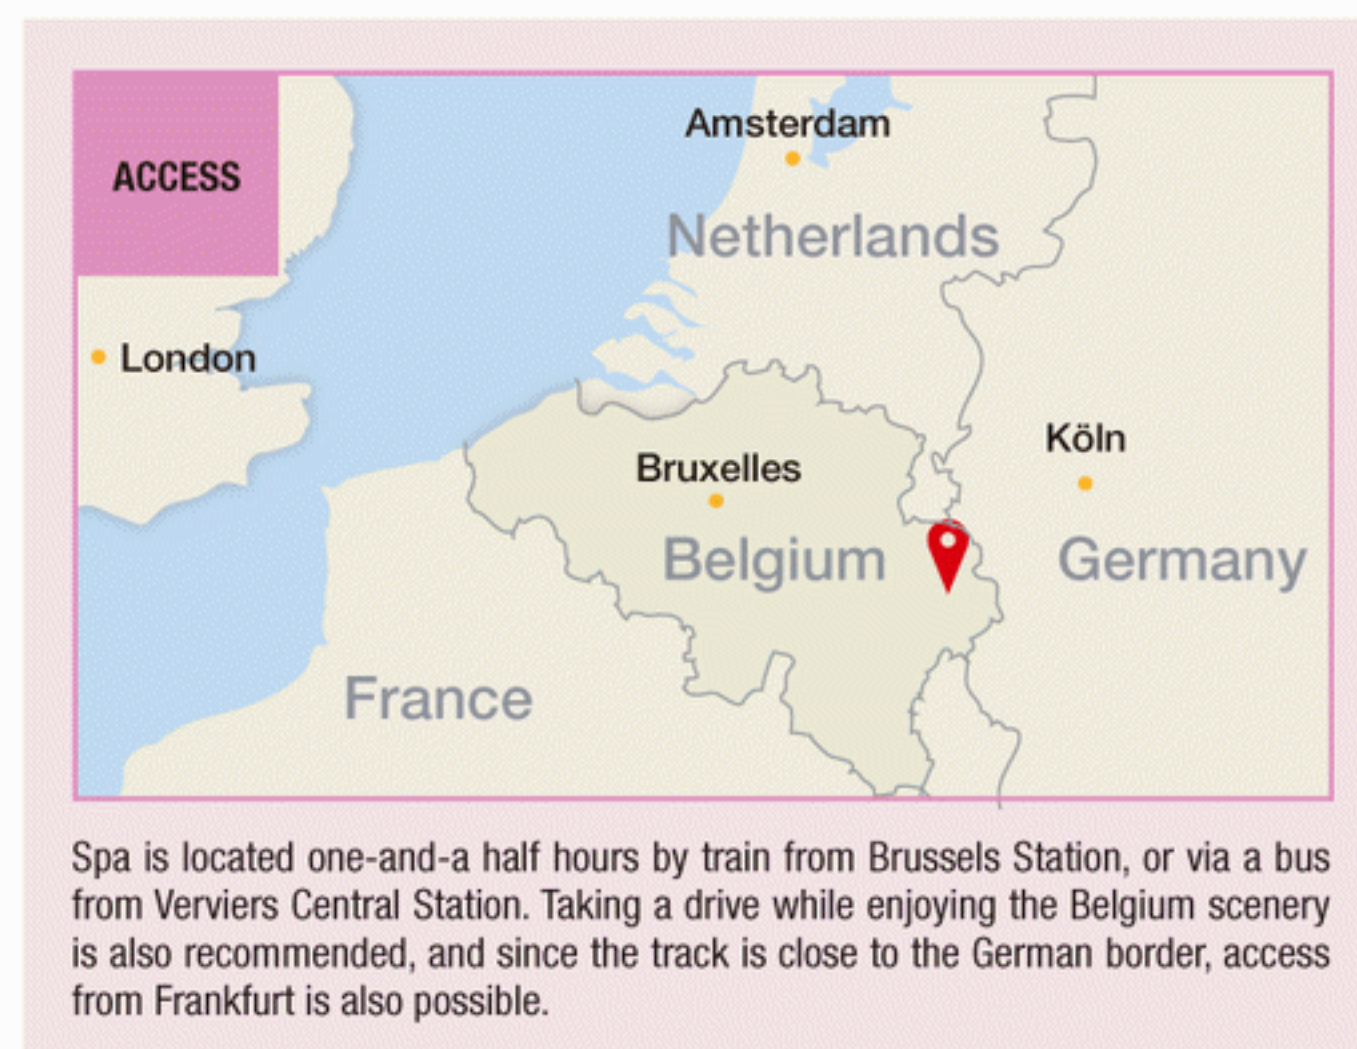 ACCESS
Amsterdam
Netherlands
London
Köln
Bruxelles
Belgium
Germany
France
Spa is located one-and-a half hours by train from Brussels Station, or via a bus
from Verviers Central Station. Taking a drive while enjoying the Belgium scenery
is also recommended, and since the track is close to the German border, access
from Frankfurt is also possible.